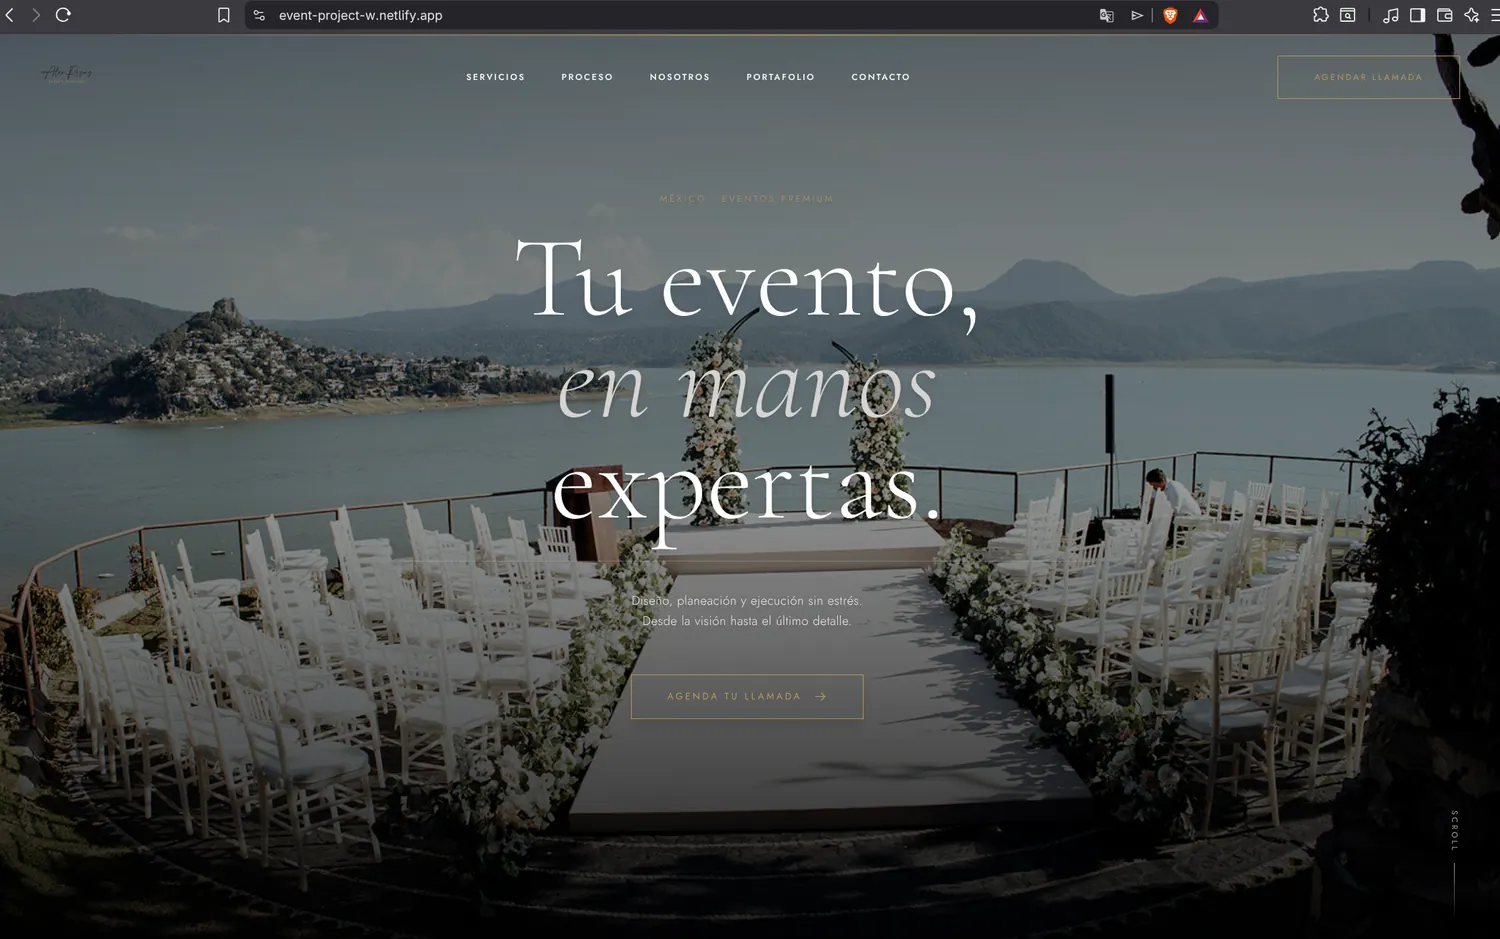 event-project-w.netlify.app
SERVICIOS PROCESO NOSOTROS PORTAFOLIO CONTACTO
AGENDAR LLAMADA
MÉXICO EVENTOS PREMIUM
Tu evento,
en manos
expertas.
Diseño, planeación y ejecución sin estrés.
Desde la visión hasta el último detalle.
AGENDA TU LLAMADA →
SCROLL